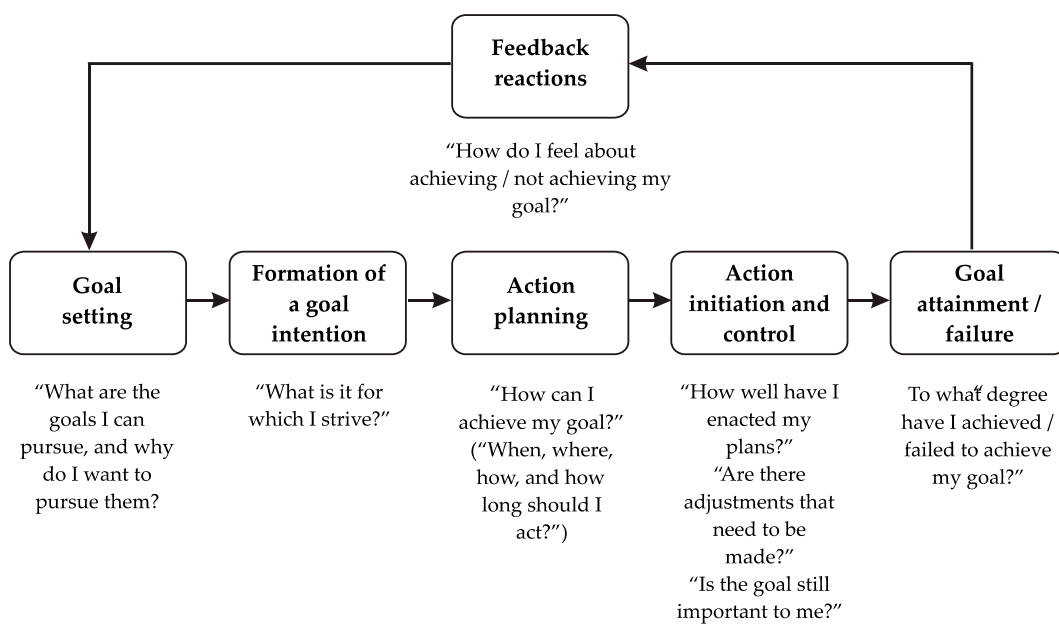 Feedback
reactions
“How do I feel about
achieving / not achieving my
goal?”
Goal
setting
“What are the
goals I can
pursue, and why
do I want to
pursue them?
Formation of
a goal
intention
“What is it for
which I strive?”
Action
planning
“How can I
achieve my goal?”
(“When, where,
how, and how
long should I
act?”)
Action
initiation and
control
“How well have I
enacted my
plans?”
“Are there
adjustments that
need to be
made?”
“Is the goal still
important to me?”
Goal
attainment /
failure
To what“ degree
have I achieved /
failed to achieve
my goal?”